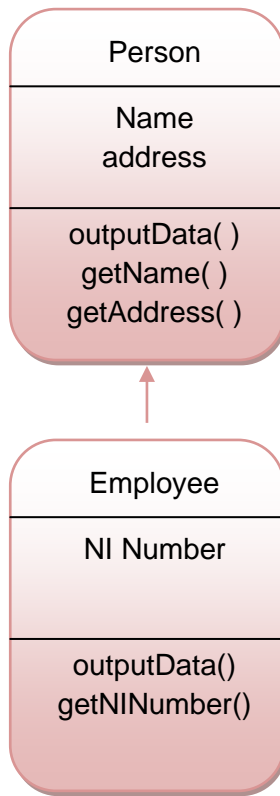 Person
Name
address
outputData( )
getName( )
getAddress( )
Employee
NI Number
outputData()
getNINumber()